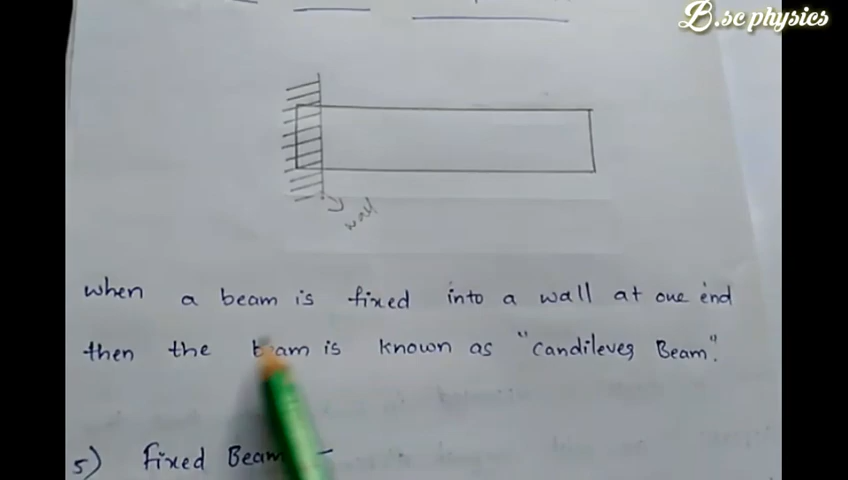 B.sc physics
wall
when a beam is fixed into a wall at one end
then the beam is known as "candilever Beam".
5) Fixed Beam -